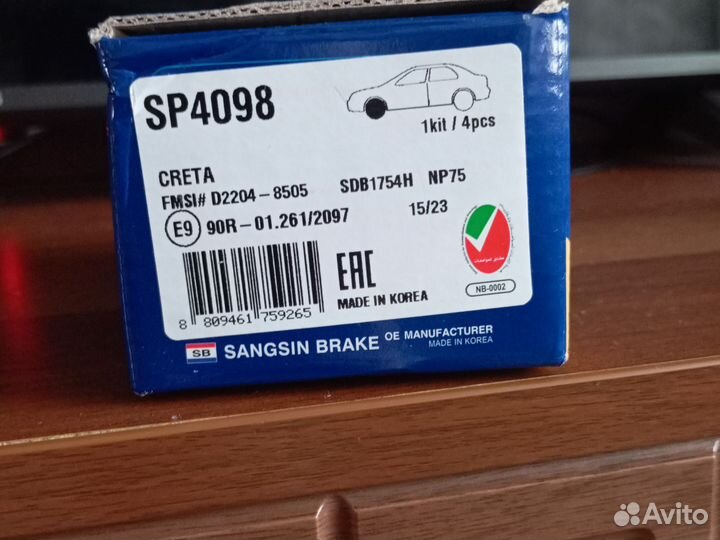 SP4098
1kit / 4pcs
CRETA
FMSI# D2204-8505 SDB1754H NP75
E9 90R-01.261/2097 15/23
EAC
MADE IN KOREA
8 809461 759265
NB-0002
SB SANGSIN BRAKE OE MANUFACTURER
MADE IN KOREA
Avito